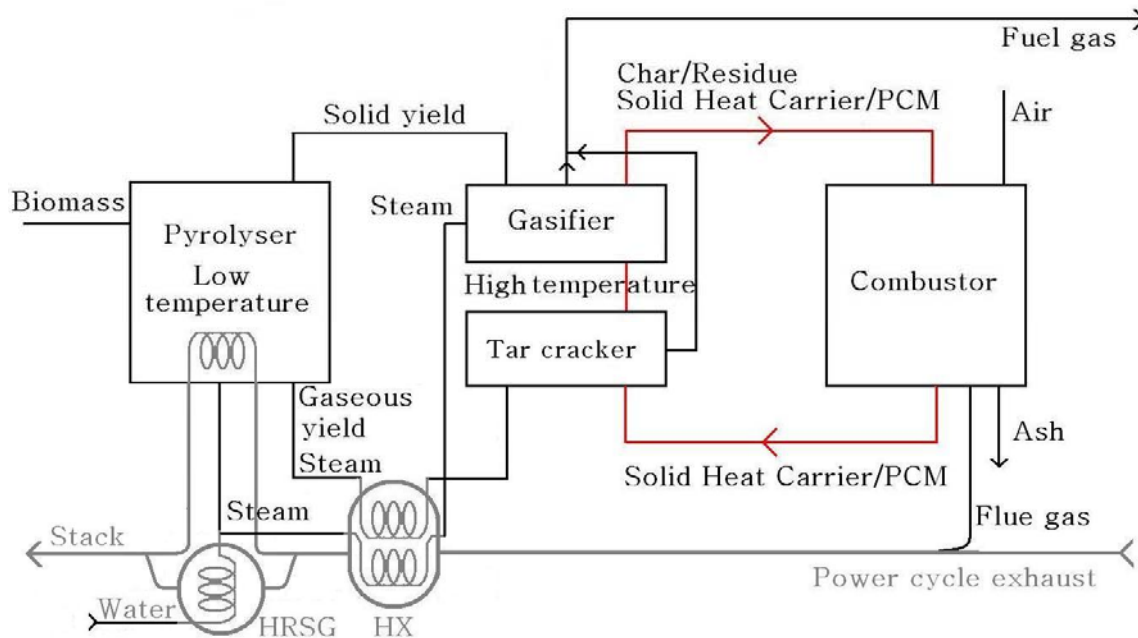 Fuel gas
Char/Residue
Solid Heat Carrier/PCM
Solid yield
Air
Biomass
Steam
Pyrolyser
Low
temperature
Gasifier
High temperature
Combustor
Tar cracker
Gaseous
yield
Steam
Ash
Solid Heat Carrier/PCM
Steam
Flue gas
Stack
Power cycle exhaust
Water
HRSG
HX